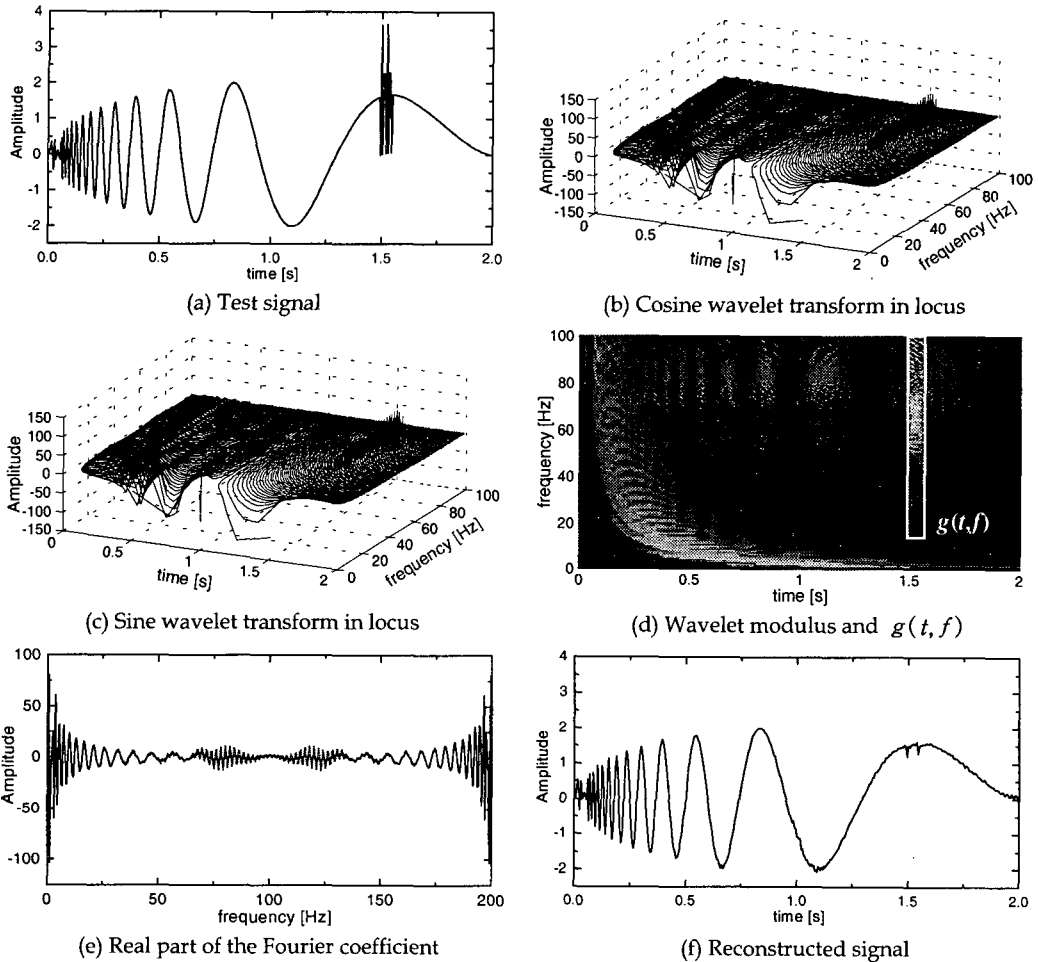 4
3
2
1
0
-1
-2
Amplitude
0.0 0.5 1.0 1.5 2.0
time [s]
(a) Test signal
150
100
50
0
-50
-100
-150
Amplitude
0 0.5 1 1.5 2
time [s]
0 20 40 60 80 100
frequency [Hz]
(b) Cosine wavelet transform in locus
150
100
50
0
-50
-100
-150
Amplitude
0 0.5 1 1.5 2
time [s]
0 20 40 60 80 100
frequency [Hz]
(c) Sine wavelet transform in locus
100
80
60
40
20
0
frequency [Hz]
g(t,f)
0 0.5 1 1.5 2
time [s]
(d) Wavelet modulus and g(t, f)
100
50
0
-50
-100
Amplitude
0 50 100 150 200
frequency [Hz]
(e) Real part of the Fourier coefficient
4
3
2
1
0
-1
-2
Amplitude
0.0 0.5 1.0 1.5 2.0
time [s]
(f) Reconstructed signal